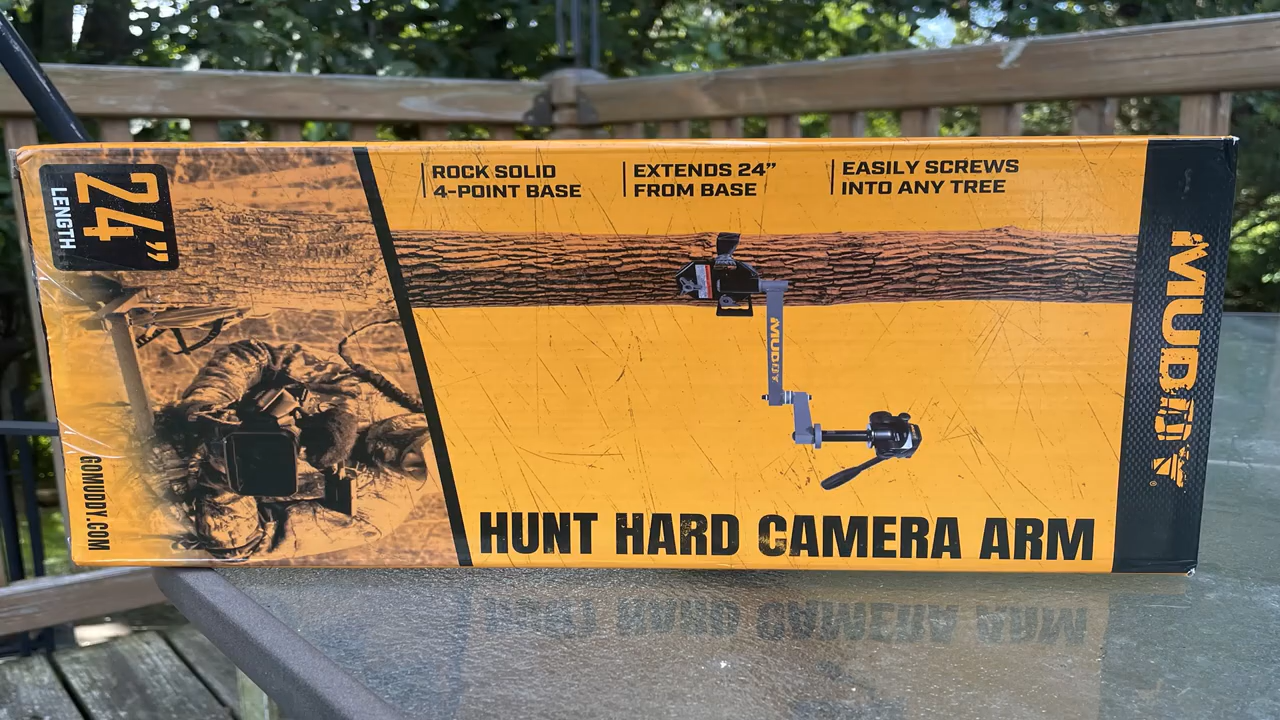 24"
LENGTH
ROCK SOLID
4-POINT BASE
EXTENDS 24”
FROM BASE
EASILY SCREWS
INTO ANY TREE
MUDDY
MUDDY®
GOMUDDY.COM
HUNT HARD CAMERA ARM